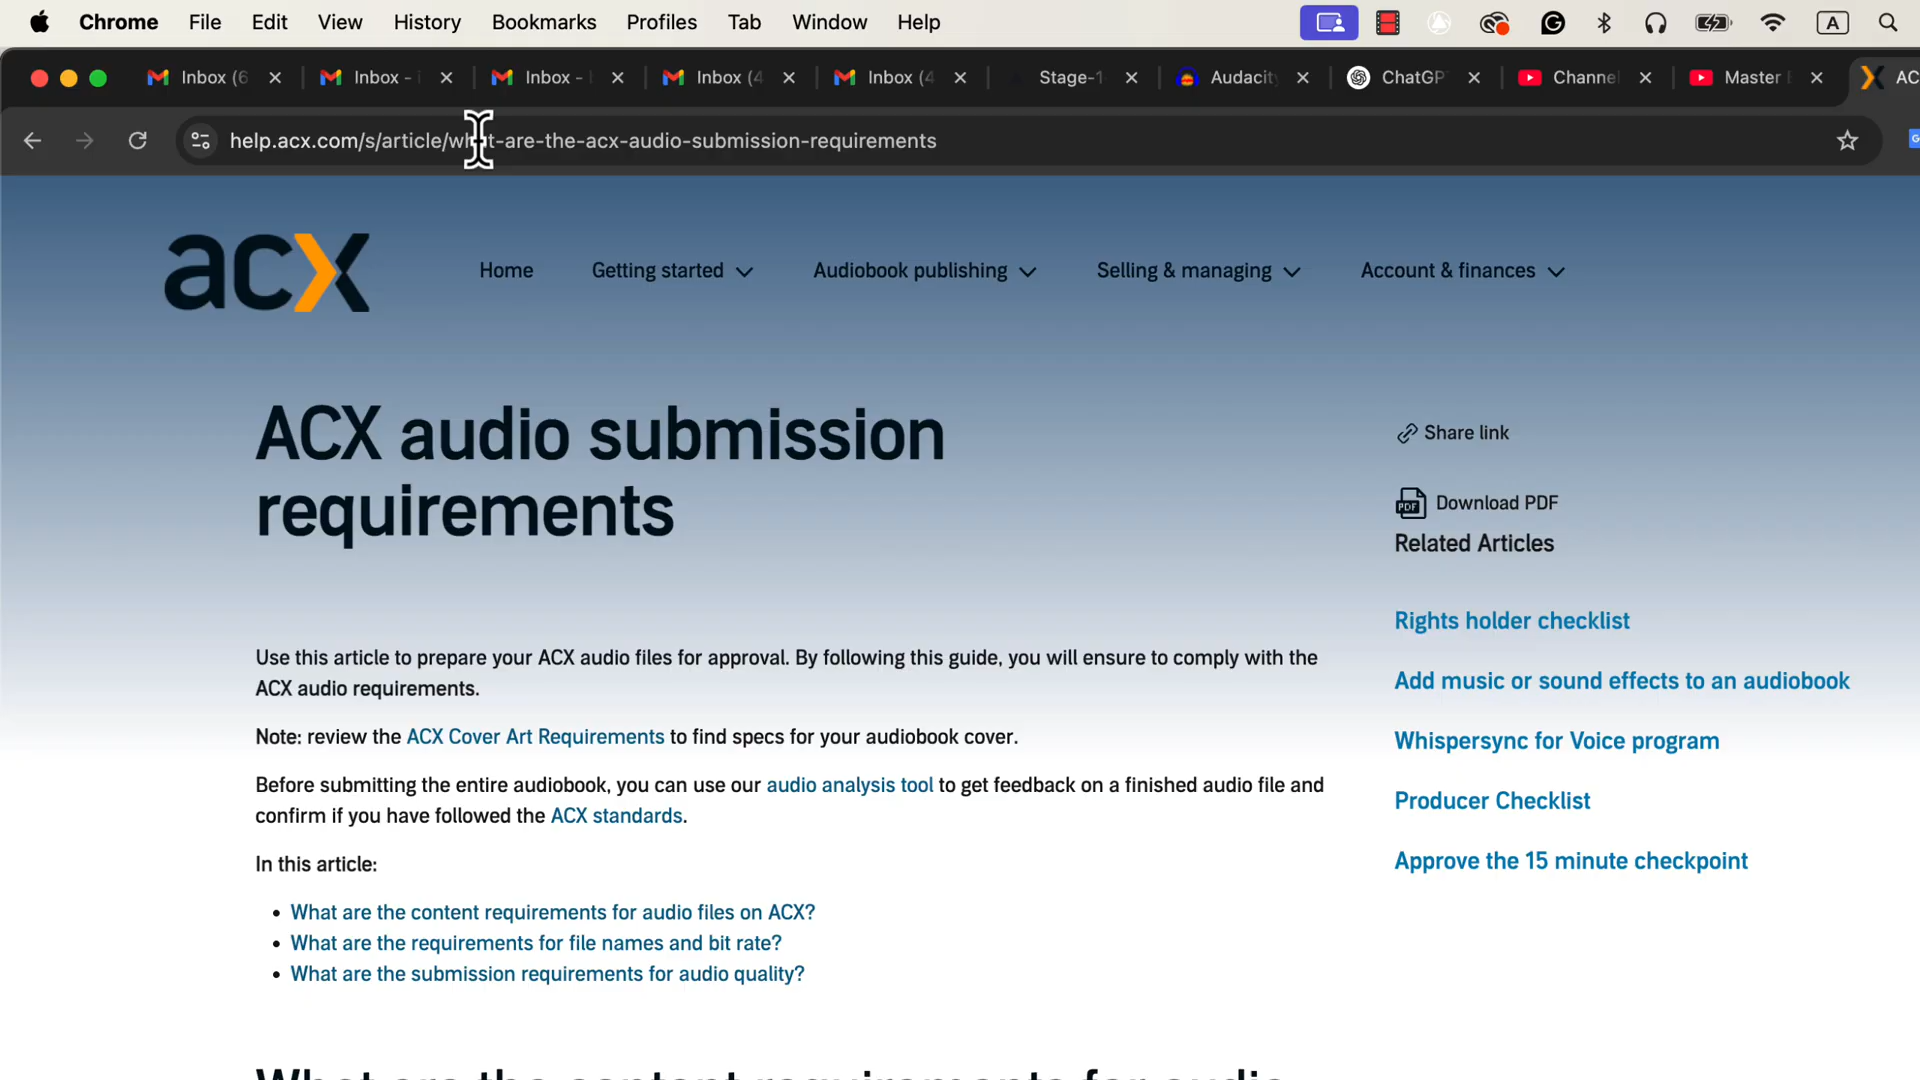 Chrome File Edit View History Bookmarks Profiles Tab Window Help A
Inbox (6 Inbox - Inbox - Inbox (4 Inbox (4 Stage-1 Audacity ChatGP Channel Master AC
help.acx.com/s/article/what-are-the-acx-audio-submission-requirements
acx
Home Getting started Audiobook publishing Selling & managing Account & finances
ACX audio submission
requirements
Share link
PDF Download PDF
Related Articles
Rights holder checklist
Add music or sound effects to an audiobook
Whispersync for Voice program
Producer Checklist
Approve the 15 minute checkpoint
Use this article to prepare your ACX audio files for approval. By following this guide, you will ensure to comply with the
ACX audio requirements.
Note: review the ACX Cover Art Requirements to find specs for your audiobook cover.
Before submitting the entire audiobook, you can use our audio analysis tool to get feedback on a finished audio file and
confirm if you have followed the ACX standards.
In this article:
• What are the content requirements for audio files on ACX?
• What are the requirements for file names and bit rate?
• What are the submission requirements for audio quality?
What are the content requirements for audio